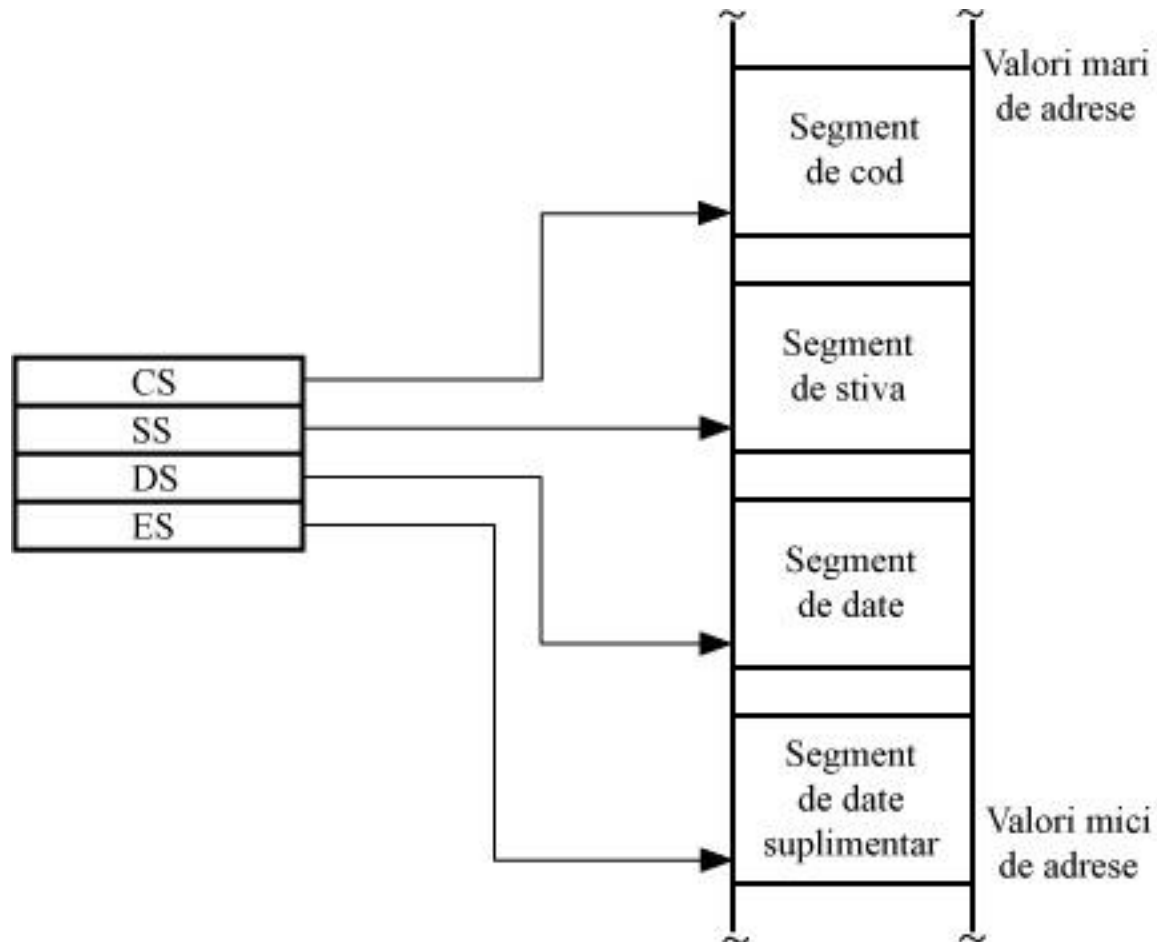 Valori mari
de adrese
Segment
de cod
Segment
de stiva
CS
SS
DS
ES
Segment
de date
Segment
de date
suplimentar
Valori mici
de adrese